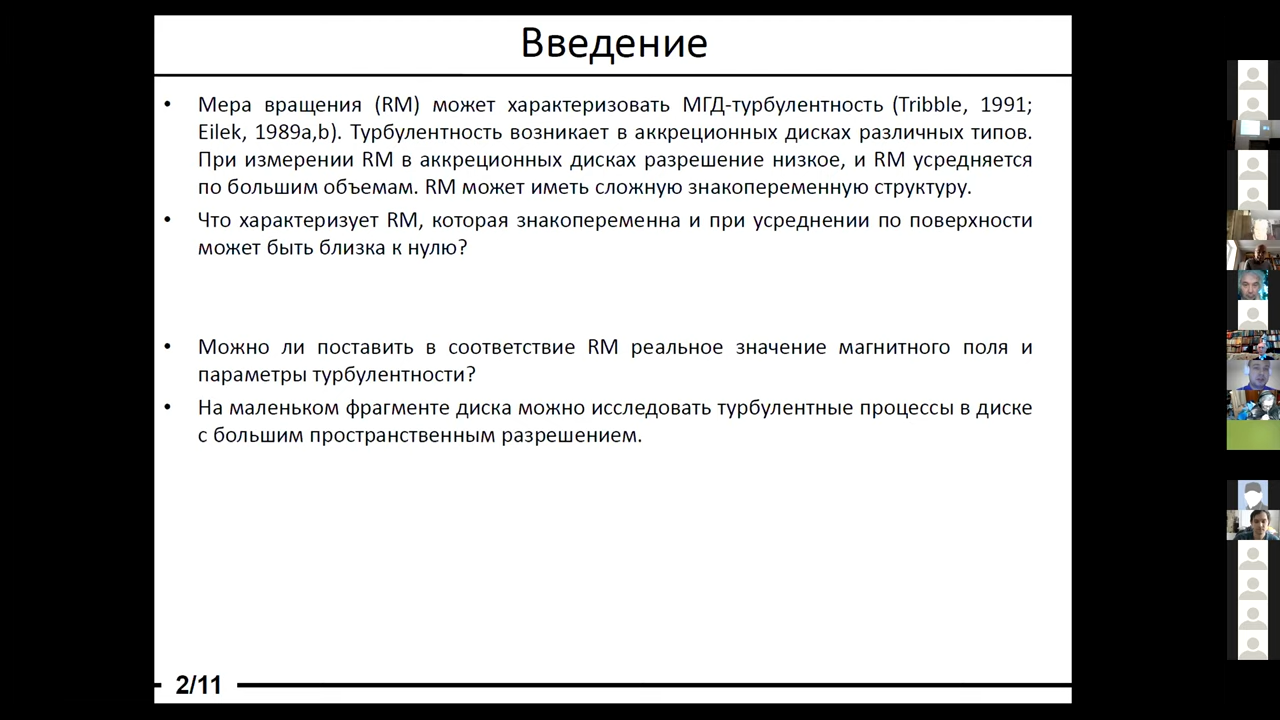 Введение
• Мера вращения (RM) может характеризовать МГД-турбулентность (Tribble, 1991;
Eilek, 1989a,b). Турбулентность возникает в аккреционных дисках различных типов.
При измерении RM в аккреционных дисках разрешение низкое, и RM усредняется
по большим объемам. RM может иметь сложную знакопеременную структуру.
• Что характеризует RM, которая знакопеременна и при усреднении по поверхности
может быть близка к нулю?
• Можно ли поставить в соответствие RM реальное значение магнитного поля и
параметры турбулентности?
• На маленьком фрагменте диска можно исследовать турбулентные процессы в диске
с большим пространственным разрешением.
2/11